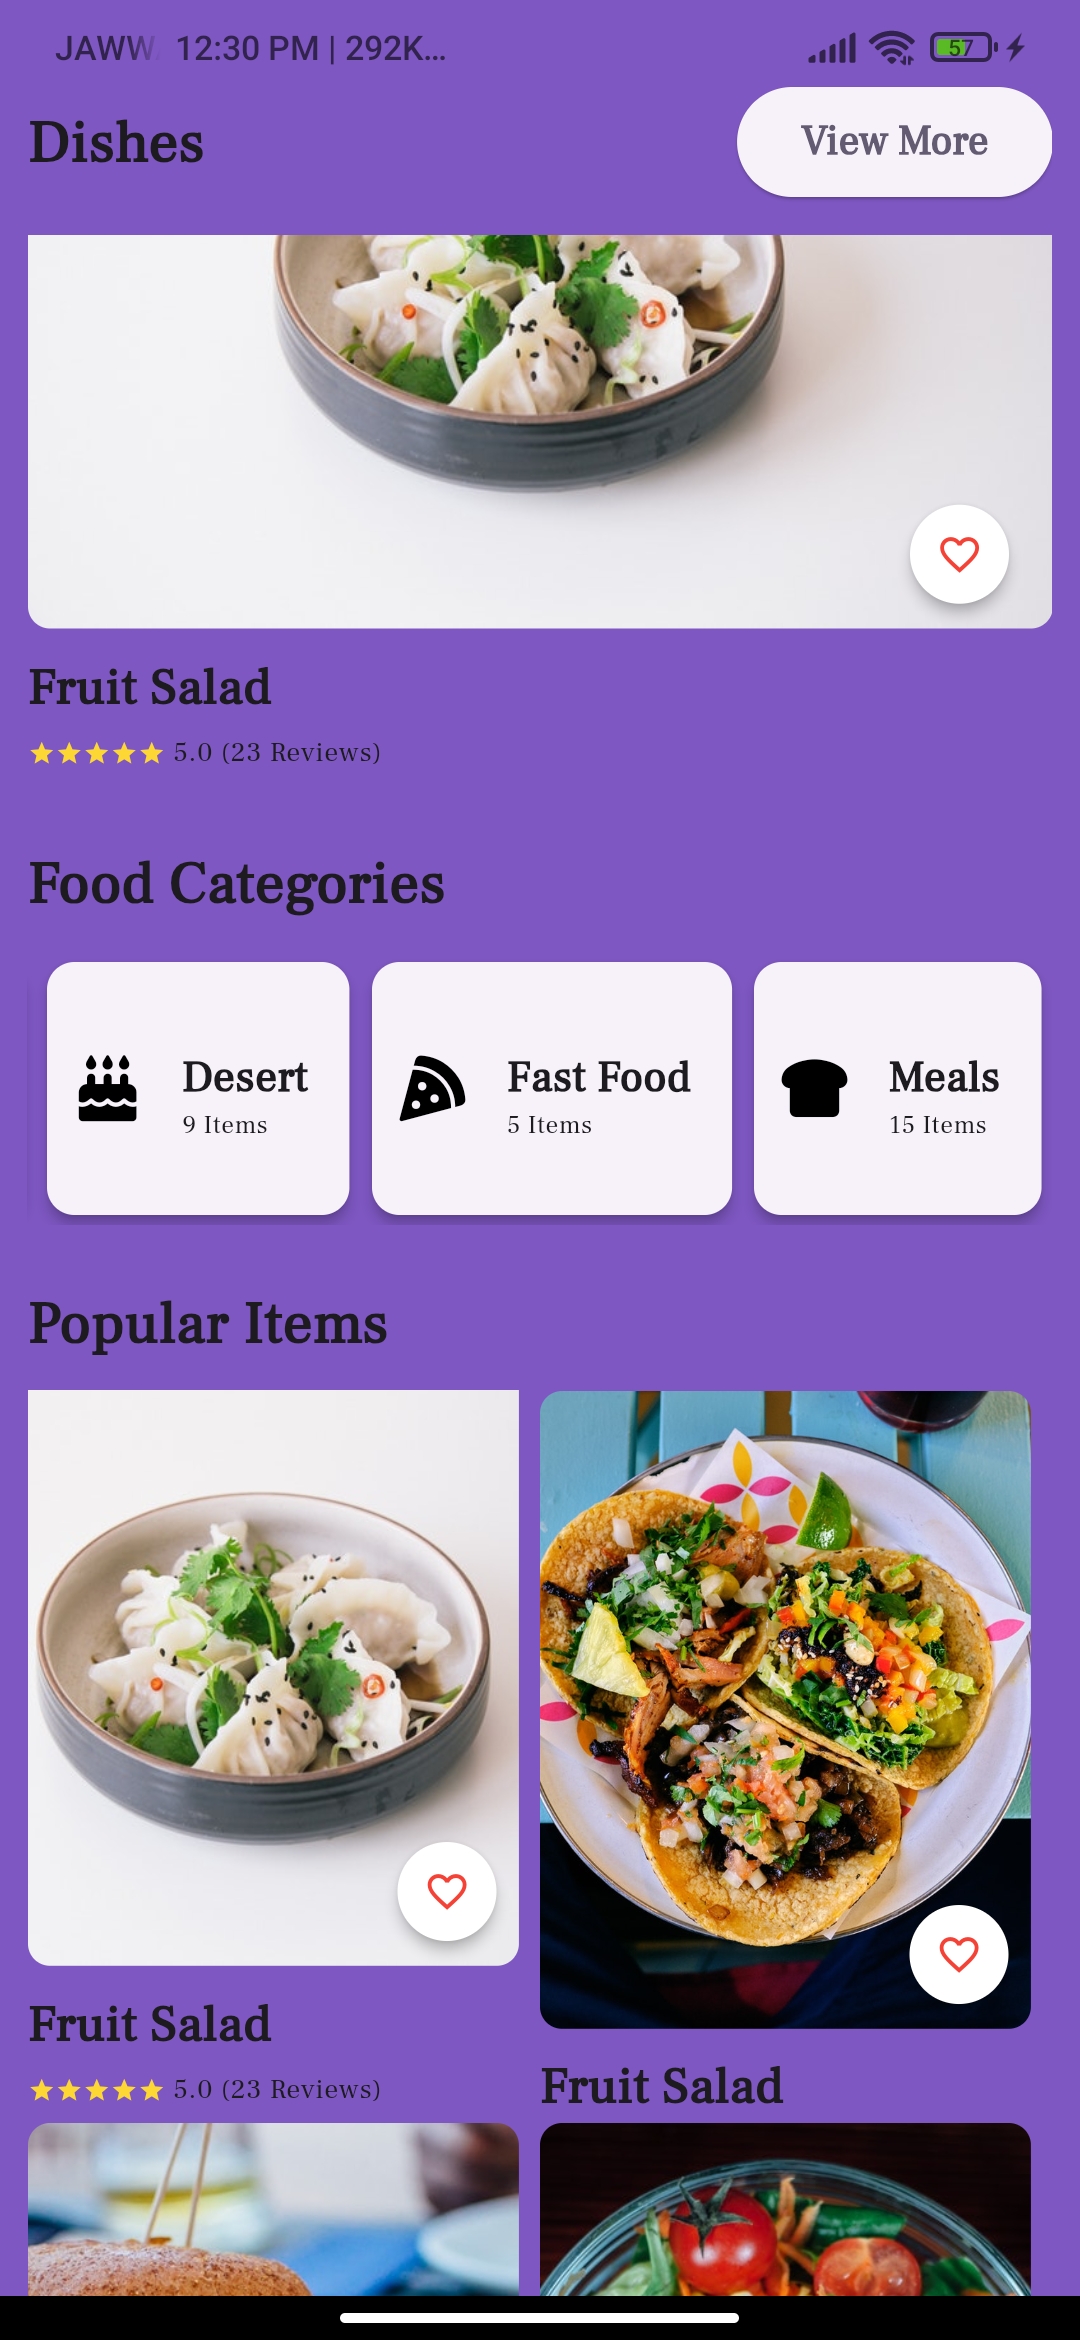 JAWW 12:30 PM | 292K... 57
Dishes
View More
Fruit Salad
5.0 (23 Reviews)
Food Categories
Desert
9 Items
Fast Food
5 Items
Meals
15 Items
Popular Items
Fruit Salad
5.0 (23 Reviews)
Fruit Salad